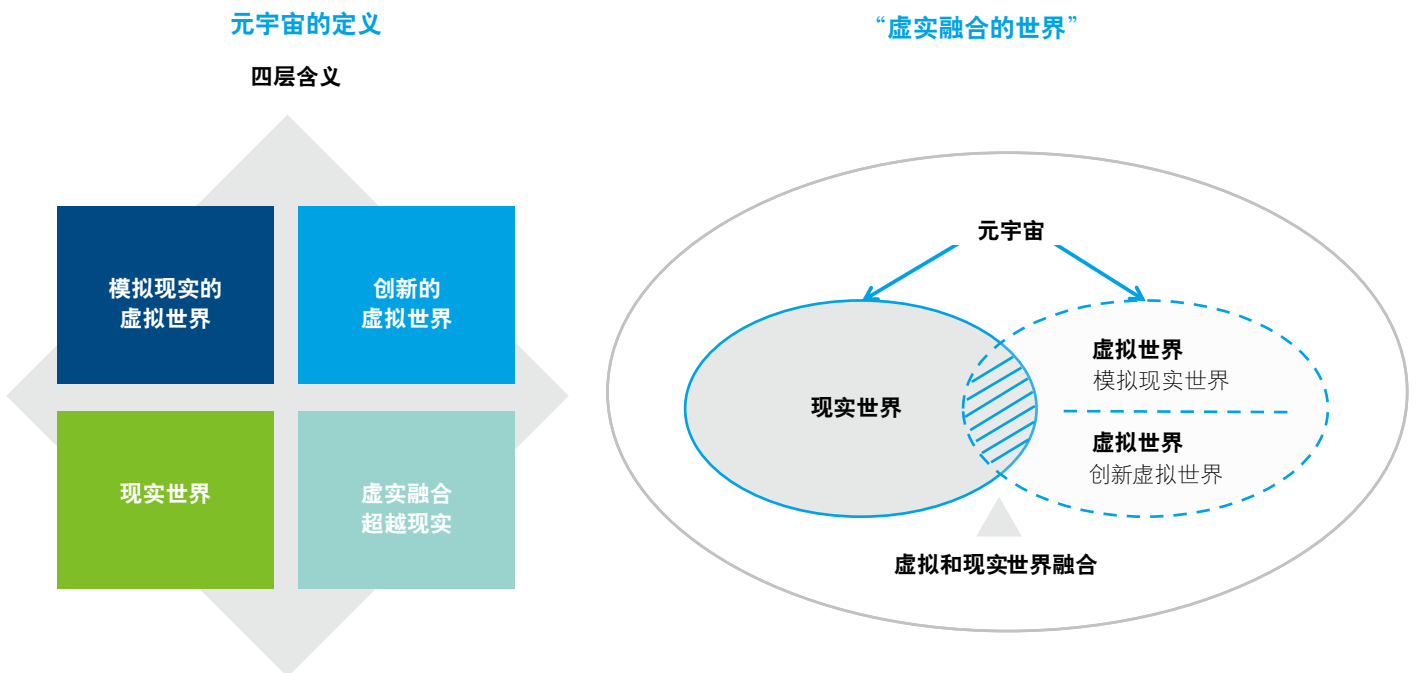 元宇宙的定义
四层含义
模拟现实的
虚拟世界
创新的
虚拟世界
现实世界
虚实融合
超越现实
“虚实融合的世界”
元宇宙
现实世界
虚拟世界
模拟现实世界
虚拟世界
创新虚拟世界
虚拟和现实世界融合